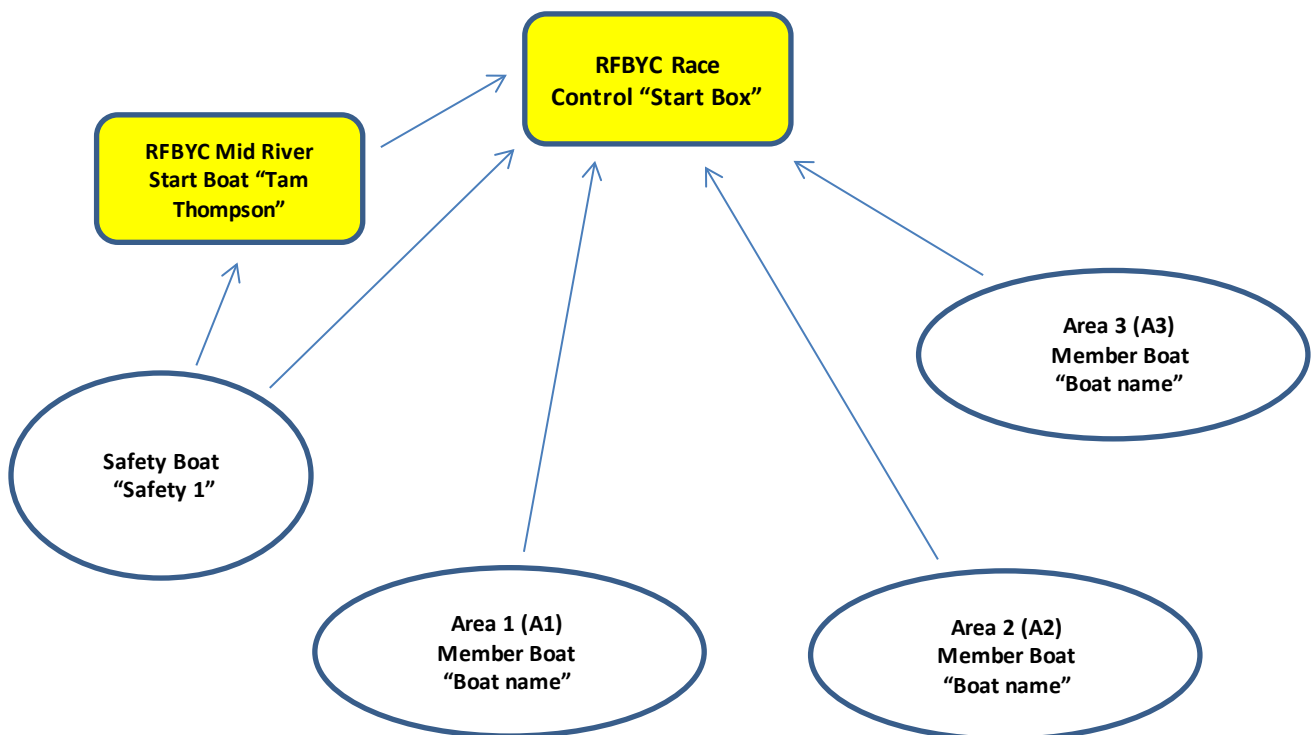 RFBYC Race
Control “Start Box”
RFBYC Mid River
Start Boat “Tam
Thompson”
Area 3 (A3)
Member Boat
“Boat name”
Safety Boat
“Safety 1”
Area 1 (A1)
Member Boat
“Boat name”
Area 2 (A2)
Member Boat
“Boat name”